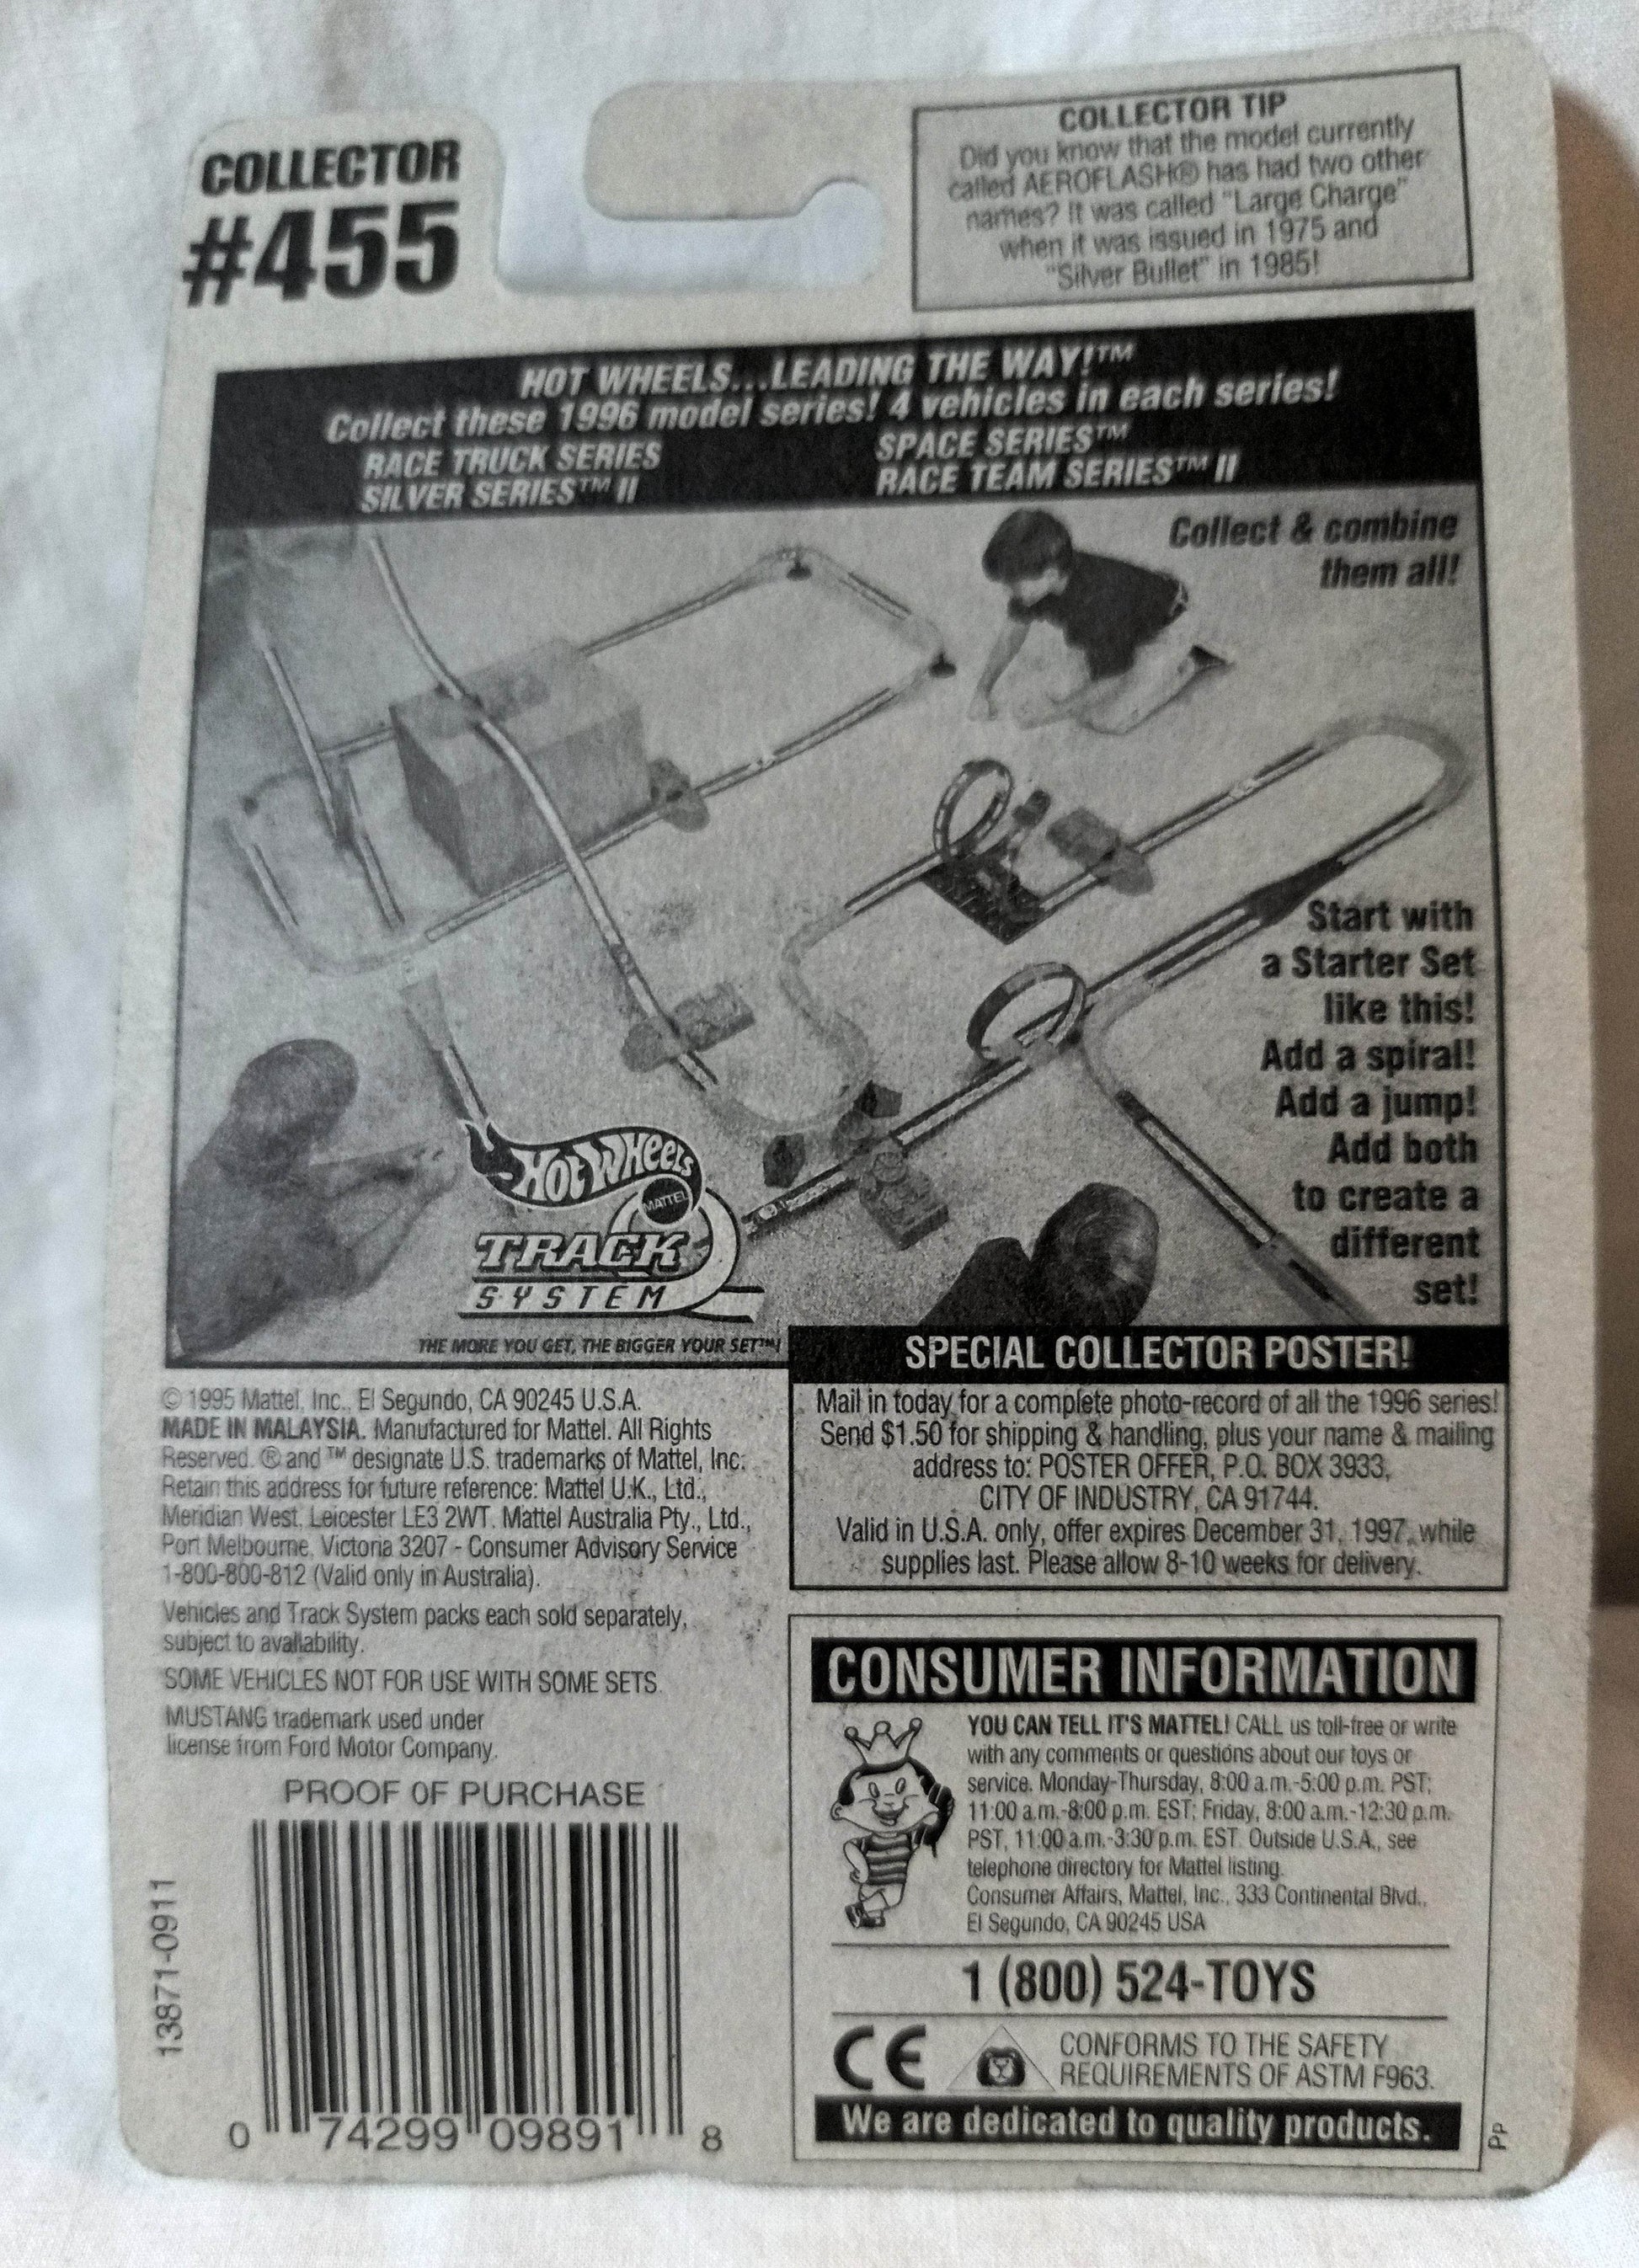 COLLECTOR
#455
COLLECTOR TIP
Did you know that the model currently
called AEROFLASH® has had two other
names? It was called "Large Charge"
when it was issued in 1975 and
"Silver Bullet" in 1985!
HOT WHEELS...LEADING THE WAY!™
Collect these 1996 model series! 4 vehicles in each series!
RACE TRUCK SERIES
SILVER SERIES™ II
SPACE SERIES™
RACE TEAM SERIES™ II
Collect & combine
them all!
Start with
a Starter Set
like this!
Add a spiral!
Add a jump!
Add both
to create a
different
set!
Hot Wheels
MATTEL
TRACK
SYSTEM
THE MORE YOU GET, THE BIGGER YOUR SET™!
© 1995 Mattel, Inc., El Segundo, CA 90245 U.S.A.
MADE IN MALAYSIA. Manufactured for Mattel. All Rights
Reserved. ® and ™ designate U.S. trademarks of Mattel, Inc.
Retain this address for future reference: Mattel U.K., Ltd.,
Meridian West, Leicester LE3 2WT. Mattel Australia Pty., Ltd.,
Port Melbourne, Victoria 3207 - Consumer Advisory Service
1-800-800-812 (Valid only in Australia).
Vehicles and Track System packs each sold separately,
subject to availability.
SOME VEHICLES NOT FOR USE WITH SOME SETS.
MUSTANG trademark used under
license from Ford Motor Company.
PROOF OF PURCHASE
13871-0911
0 74299 09891 8
SPECIAL COLLECTOR POSTER!
Mail in today for a complete photo-record of all the 1996 series!
Send $1.50 for shipping & handling, plus your name & mailing
address to: POSTER OFFER, P.O. BOX 3933,
CITY OF INDUSTRY, CA 91744.
Valid in U.S.A. only, offer expires December 31, 1997, while
supplies last. Please allow 8-10 weeks for delivery.
CONSUMER INFORMATION
YOU CAN TELL IT'S MATTEL! CALL us toll-free or write
with any comments or questions about our toys or
service. Monday-Thursday, 8:00 a.m.-5:00 p.m. PST;
11:00 a.m.-8:00 p.m. EST; Friday, 8:00 a.m.-12:30 p.m.
PST, 11:00 a.m.-3:30 p.m. EST. Outside U.S.A., see
telephone directory for Mattel listing.
Consumer Affairs, Mattel, Inc., 333 Continental Blvd.,
El Segundo, CA 90245 USA
1 (800) 524-TOYS
CE
CONFORMS TO THE SAFETY
REQUIREMENTS OF ASTM F963.
We are dedicated to quality products.
PP